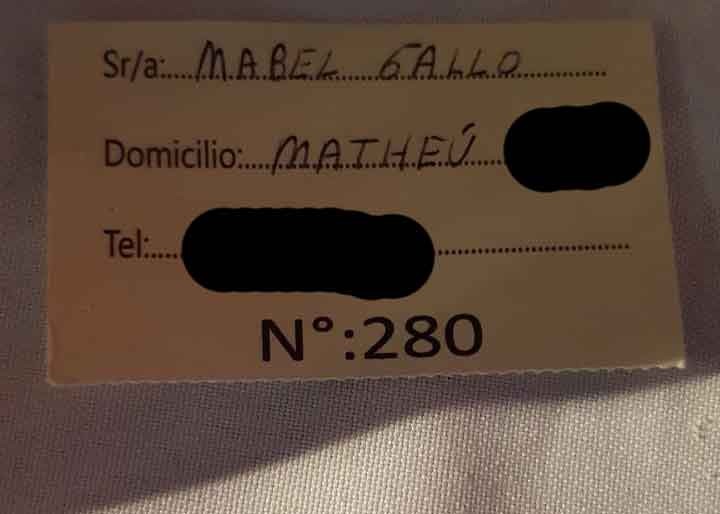 Sr/a:....MABEL GALLO....
Domicilio:....MATHEÚ....
Tel:....
N°:280